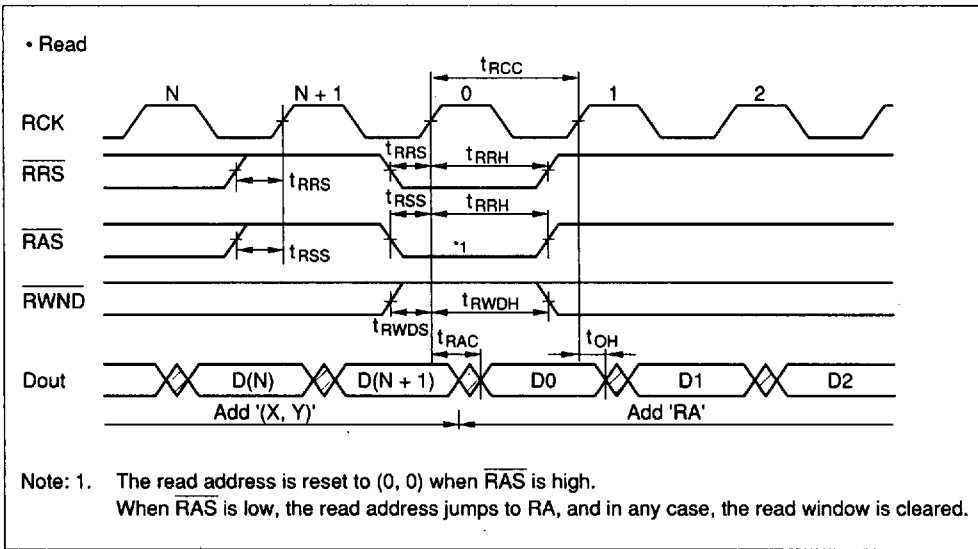 • Read
tRCC
N N + 1 0 1 2
RCK
tRRS tRRH
RRS
tRRS
tRSS tRRH
RAS
*1
tRSS
RWND
tRWDH
tRWDS
tRAC tOH
Dout D(N) D(N + 1) D0 D1 D2
Add '(X, Y)' Add 'RA'
Note: 1. The read address is reset to (0, 0) when RAS is high.
When RAS is low, the read address jumps to RA, and in any case, the read window is cleared.